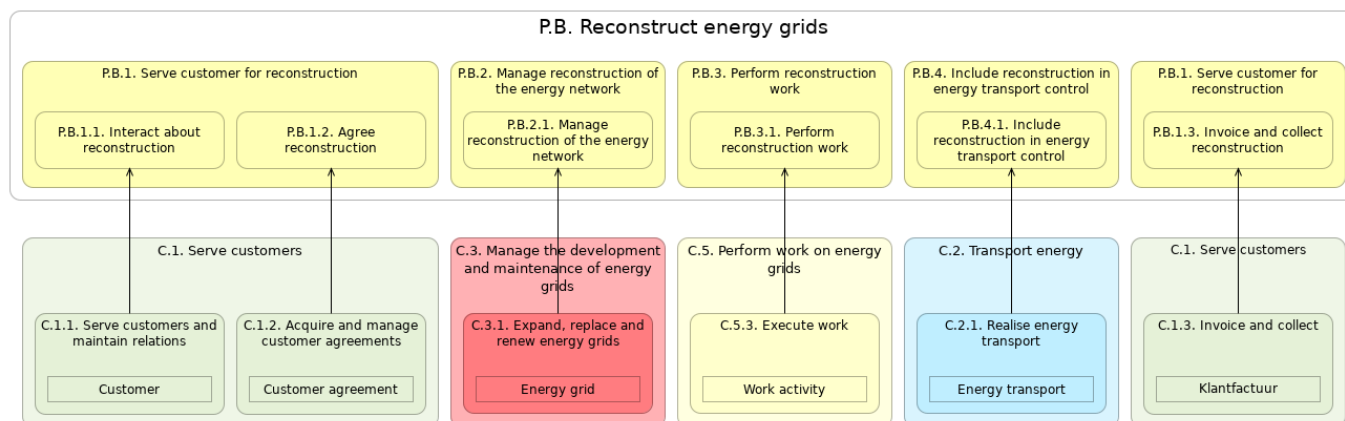 P.B. Reconstruct energy grids
P.B.1. Serve customer for reconstruction
P.B.1.1. Interact about
reconstruction
P.B.1.2. Agree
reconstruction
P.B.2. Manage reconstruction of
the energy network
P.B.2.1. Manage
reconstruction of the energy
network
P.B.3. Perform reconstruction
work
P.B.3.1. Perform
reconstruction work
P.B.4. Include reconstruction in
energy transport control
P.B.4.1. Include
reconstruction in energy
transport control
P.B.1. Serve customer for
reconstruction
P.B.1.3. Invoice and collect
reconstruction
C.1. Serve customers
C.1.1. Serve customers and
maintain relations
Customer
C.1.2. Acquire and manage
customer agreements
Customer agreement
C.3. Manage the development
and maintenance of energy
grids
C.3.1. Expand, replace and
renew energy grids
Energy grid
C.5. Perform work on energy
grids
C.5.3. Execute work
Work activity
C.2. Transport energy
C.2.1. Realise energy
transport
Energy transport
C.1. Serve customers
C.1.3. Invoice and collect
Klantfactuur